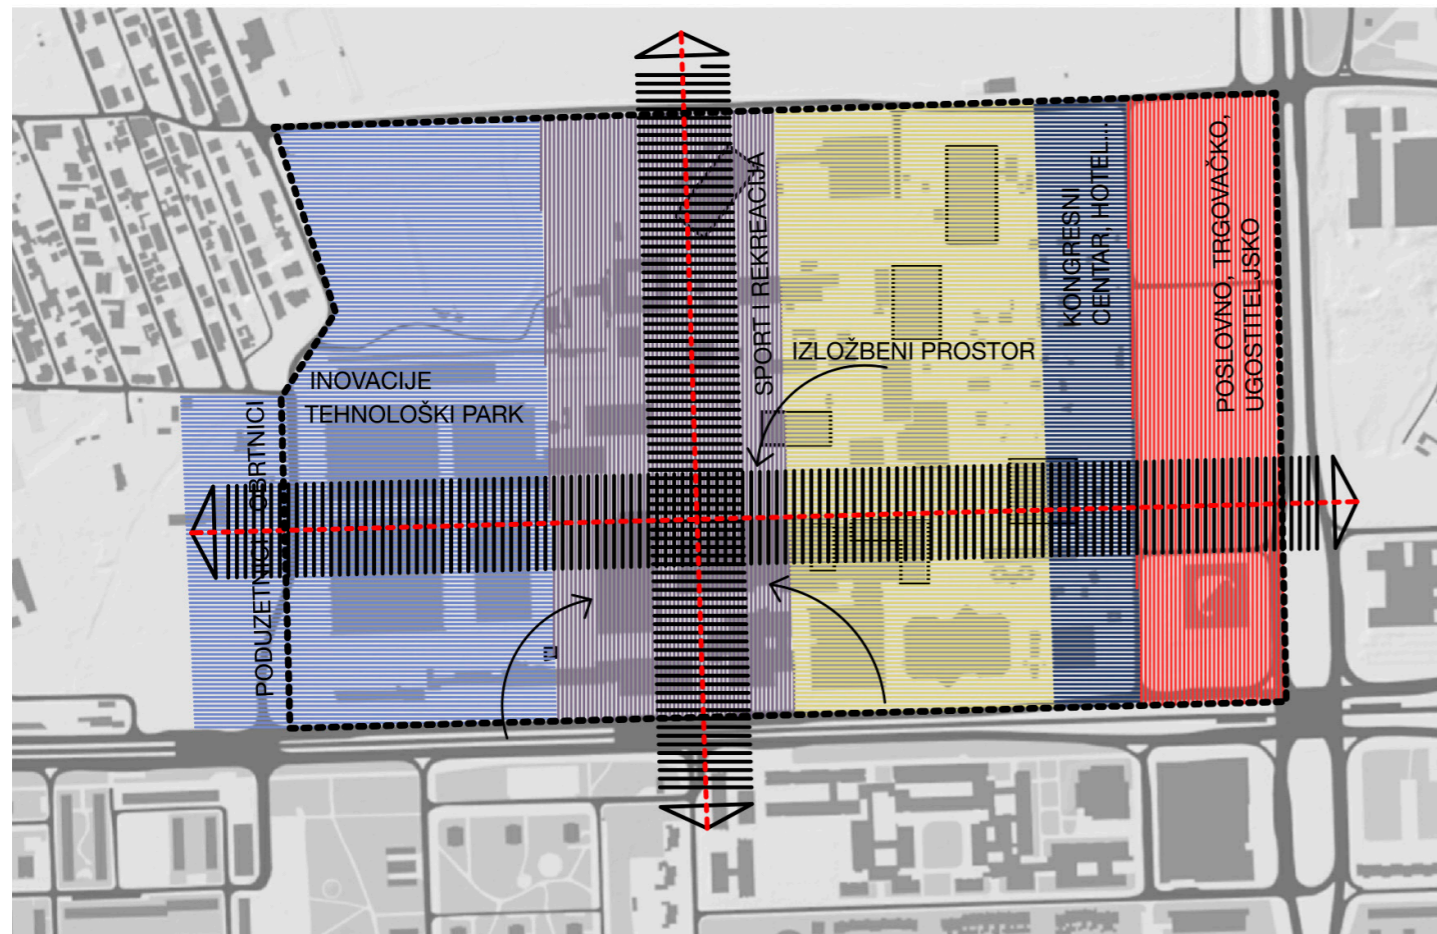 PODUZETNICI OBRTNICI
INOVACIJE
TEHNOLOŠKI PARK
SPORT I REKREACIJA
IZLOŽBENI PROSTOR
KONGRESNI
CENTAR, HOTEL...
POSLOVNO, TRGOVAČKO,
UGOSTITELJSKO